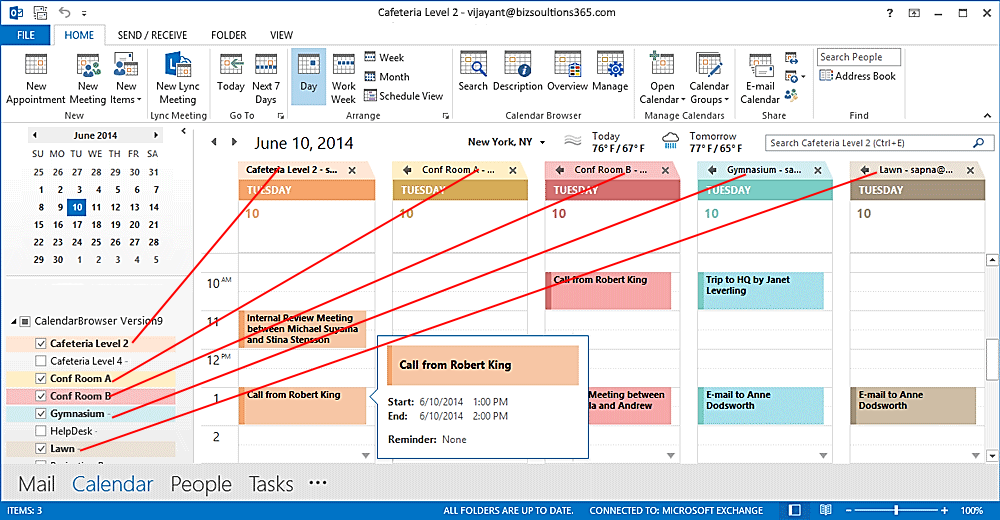 Cafeteria Level 2 - vijayant@bizsoultions365.com
FILE HOME SEND / RECEIVE FOLDER VIEW
New Appointment
New Meeting
New Items
New Lync Meeting
Today
Next 7 Days
Day
Work Week
Week
Month
Schedule View
Search
Description
Overview
Manage
Open Calendar
Calendar Groups
E-mail Calendar
Search People
Address Book
New
Lync Meeting
Go To
Arrange
Calendar Browser
Manage Calendars
Share
Find
June 2014
SU MO TU WE TH FR SA
25 26 27 28 29 30 31
1 2 3 4 5 6 7
8 9 10 11 12 13 14
15 16 17 18 19 20 21
22 23 24 25 26 27 28
29 30 1 2 3 4 5
CalendarBrowser Version9
Cafeteria Level 2
Cafeteria Level 4 -
Conf Room A
Conf Room B
Gymnasium -
HelpDesk -
Lawn -
June 10, 2014
New York, NY
Today
76° F / 67° F
Tomorrow
77° F / 65° F
Search Cafeteria Level 2 (Ctrl+E)
Cafeteria Level 2 - s...
Conf Room A - ...
Conf Room B - ...
Gymnasium - sa...
Lawn - sapna@...
TUESDAY TUESDAY TUESDAY TUESDAY TUESDAY
10 10 10 10 10
10 AM
11
12 PM
1
2
Call from Robert King
Trip to HQ by Janet
Leverling
Internal Review Meeting
between Michael Suyama
and Stina Stensson
Call from Robert King
Call from Robert King
Start: 6/10/2014 1:00 PM
End: 6/10/2014 2:00 PM
Reminder: None
Meeting between
and Andrew
E-mail to Anne
Dodsworth
E-mail to Anne
Dodsworth
Mail Calendar People Tasks •••
ITEMS: 3
ALL FOLDERS ARE UP TO DATE.
CONNECTED TO: MICROSOFT EXCHANGE
100%